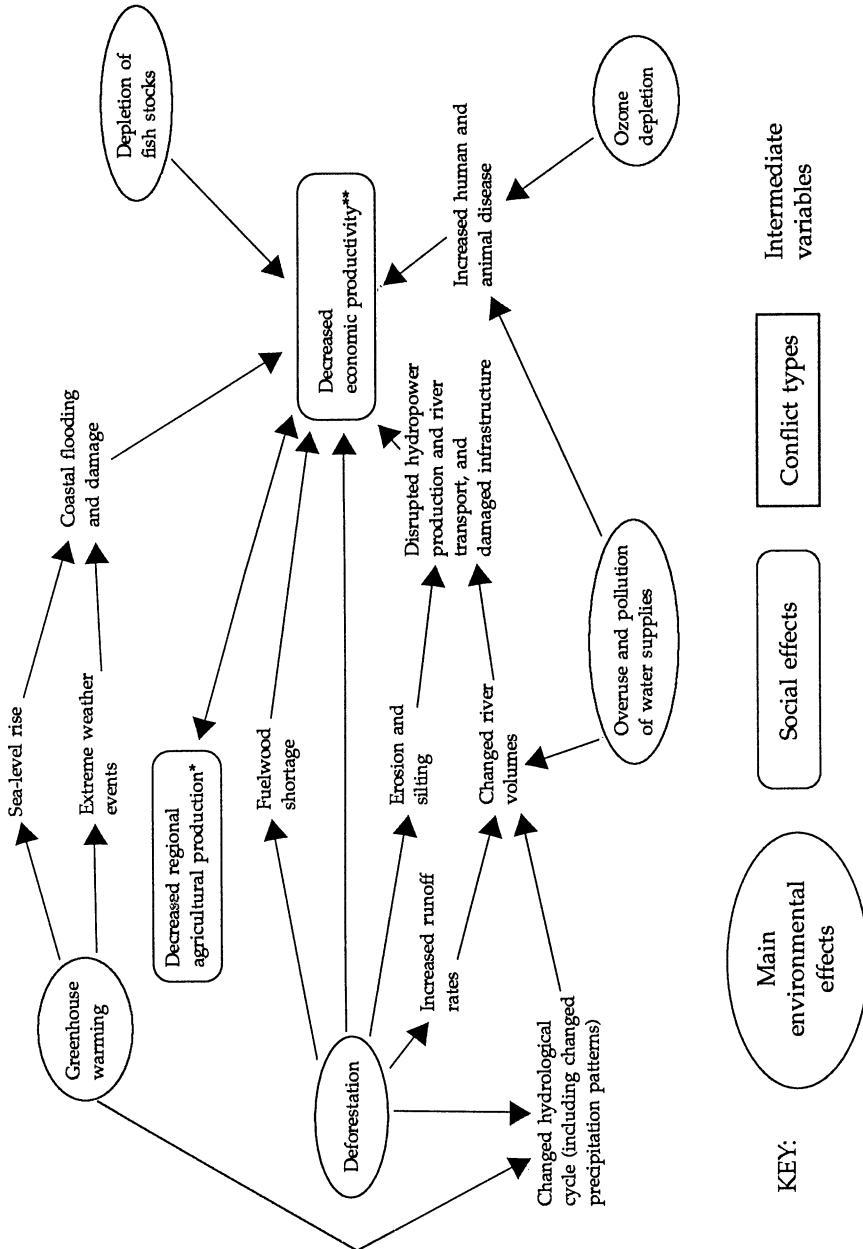 Greenhouse
warming
Sea-level rise
Extreme weather
events
Coastal flooding
and damage
Depletion of
fish stocks
Decreased regional
agricultural production*
Decreased
economic productivity**
Deforestation
Fuelwood
shortage
Erosion and
silting
Increased runoff
rates
Changed river
volumes
Disrupted hydropower
production and river
transport, and
damaged infrastructure
Increased human and
animal disease
Changed hydrological
cycle (including changed
precipitation patterns)
Overuse and pollution
of water supplies
Ozone
depletion
KEY:
Main
environmental
effects
Social effects
Conflict types
Intermediate
variables